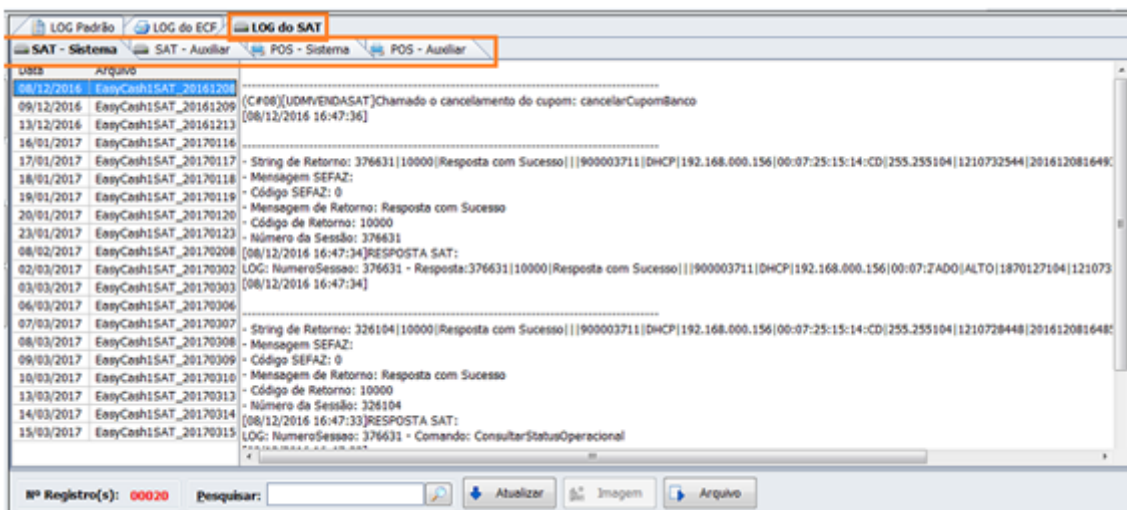 LOG Padrão LOG do ECF LOG do SAT
SAT - Sistema SAT - Auxiliar POS - Sistema POS - Auxiliar
Data Arquivo
08/12/2016 EasyCash1SAT_20161208
09/12/2016 EasyCash1SAT_20161209
13/12/2016 EasyCash1SAT_20161213
16/01/2017 EasyCash1SAT_20170116
17/01/2017 EasyCash1SAT_20170117
18/01/2017 EasyCash1SAT_20170118
19/01/2017 EasyCash1SAT_20170119
20/01/2017 EasyCash1SAT_20170120
23/01/2017 EasyCash1SAT_20170123
08/02/2017 EasyCash1SAT_20170208
02/03/2017 EasyCash1SAT_20170302
03/03/2017 EasyCash1SAT_20170303
06/03/2017 EasyCash1SAT_20170306
07/03/2017 EasyCash1SAT_20170307
08/03/2017 EasyCash1SAT_20170308
09/03/2017 EasyCash1SAT_20170309
10/03/2017 EasyCash1SAT_20170310
13/03/2017 EasyCash1SAT_20170313
14/03/2017 EasyCash1SAT_20170314
15/03/2017 EasyCash1SAT_20170315
(C#08)[UDMVENDASAT]Chamado o cancelamento do cupom: cancelarCupomBanco
[08/12/2016 16:47:36]
- String de Retorno: 376631|10000|Resposta com Sucesso|||900003711|DHCP|192.168.000.156|00:07:25:15:14:CD|255.255104|1210732544|201612081649
- Mensagem SEFAZ:
- Código SEFAZ: 0
- Mensagem de Retorno: Resposta com Sucesso
- Código de Retorno: 10000
- Número da Sessão: 376631
[08/12/2016 16:47:34]RESPOSTA SAT:
LOG: NumeroSessao: 376631 - Resposta:376631|10000|Resposta com Sucesso|||900003711|DHCP|192.168.000.156|00:07:ZADO|ALTO|1870127104|121073
[08/12/2016 16:47:34]
- String de Retorno: 326104|10000|Resposta com Sucesso|||900003711|DHCP|192.168.000.156|00:07:25:15:14:CD|255.255104|1210728448|201612081648
- Mensagem SEFAZ:
- Código SEFAZ: 0
- Mensagem de Retorno: Resposta com Sucesso
- Código de Retorno: 10000
- Número da Sessão: 326104
[08/12/2016 16:47:33]RESPOSTA SAT:
LOG: NumeroSessao: 376631 - Comando: ConsultarStatusOperacional
Nº Registro(s): 00020 Pesquisar: Atualizar Imagem Arquivo